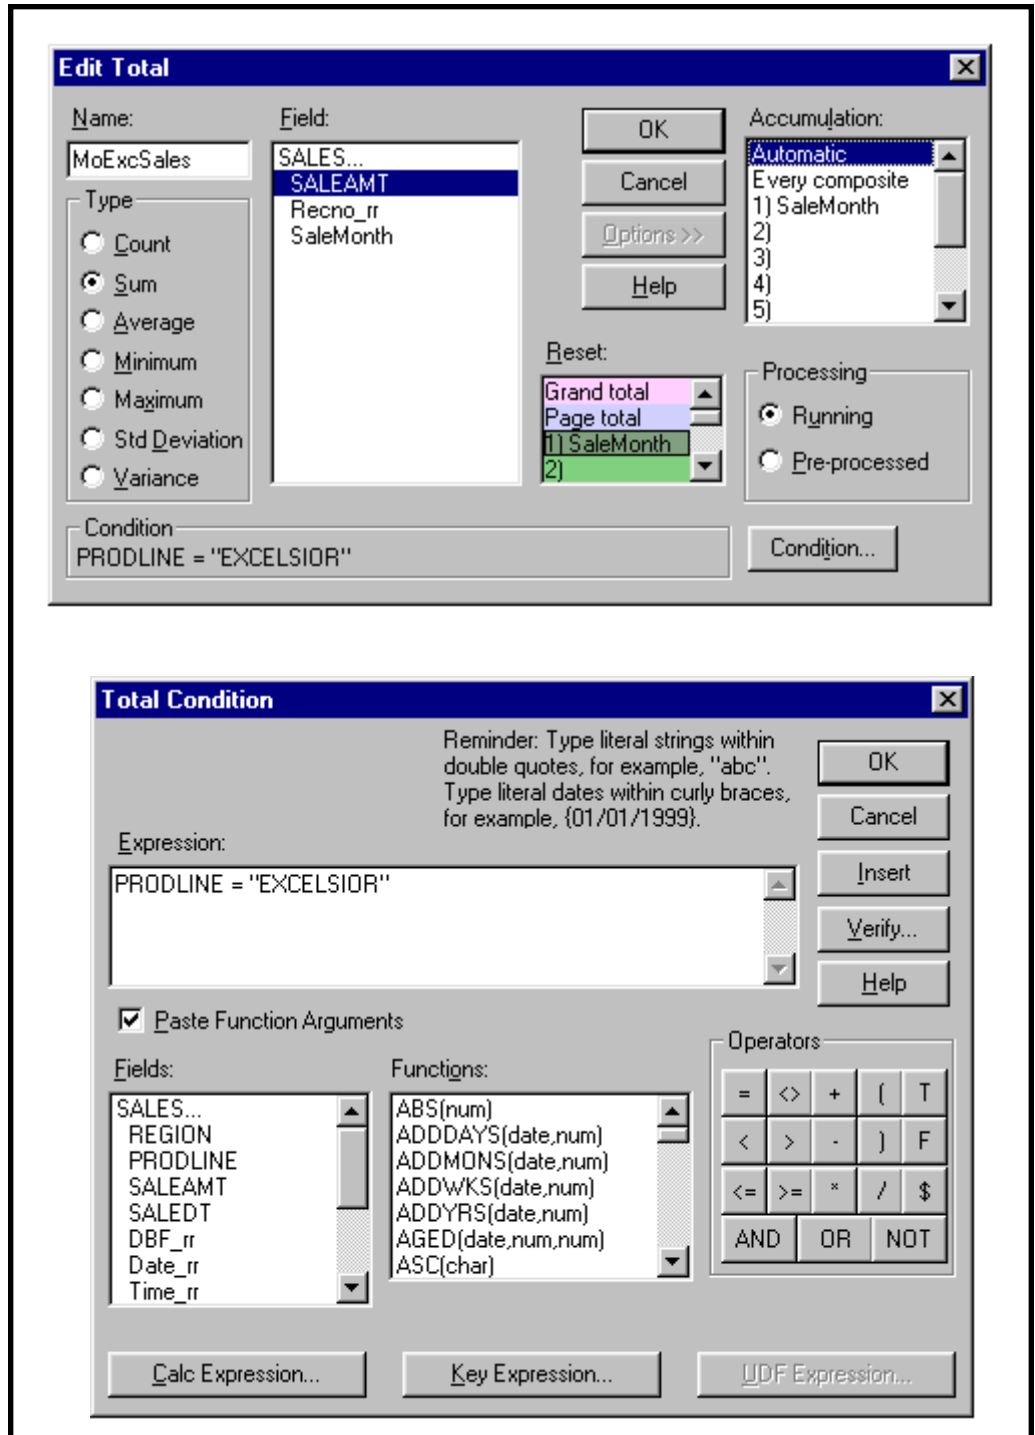 Edit Total
Name:
MoExcSales
Type
Count
Sum
Average
Minimum
Maximum
Std Deviation
Variance
Field:
SALES...
SALEAMT
Recno_rr
SaleMonth
OK
Cancel
Options >>
Help
Reset:
Grand total
Page total
1) SaleMonth
2)
Accumulation:
Automatic
Every composite
1) SaleMonth
2)
3)
4)
5)
Processing
Running
Pre-processed
Condition
PRODLINE = "EXCELSIOR"
Condition...
Total Condition
Reminder: Type literal strings within
double quotes, for example, "abc".
Type literal dates within curly braces,
for example, {01/01/1999}.
Expression:
PRODLINE = "EXCELSIOR"
OK
Cancel
Insert
Verify...
Help
Paste Function Arguments
Fields:
SALES...
REGION
PRODLINE
SALEAMT
SALEDT
DBF_rr
Date_rr
Time_rr
Functions:
ABS(num)
ADDDAYS(date,num)
ADDMONS(date,num)
ADDWKS(date,num)
ADDYRS(date,num)
AGED(date,num,num)
ASC(char)
Operators
= <> + ( T
< > - ) F
<= >= * / $
AND OR NOT
Calc Expression...
Key Expression...
UDF Expression...